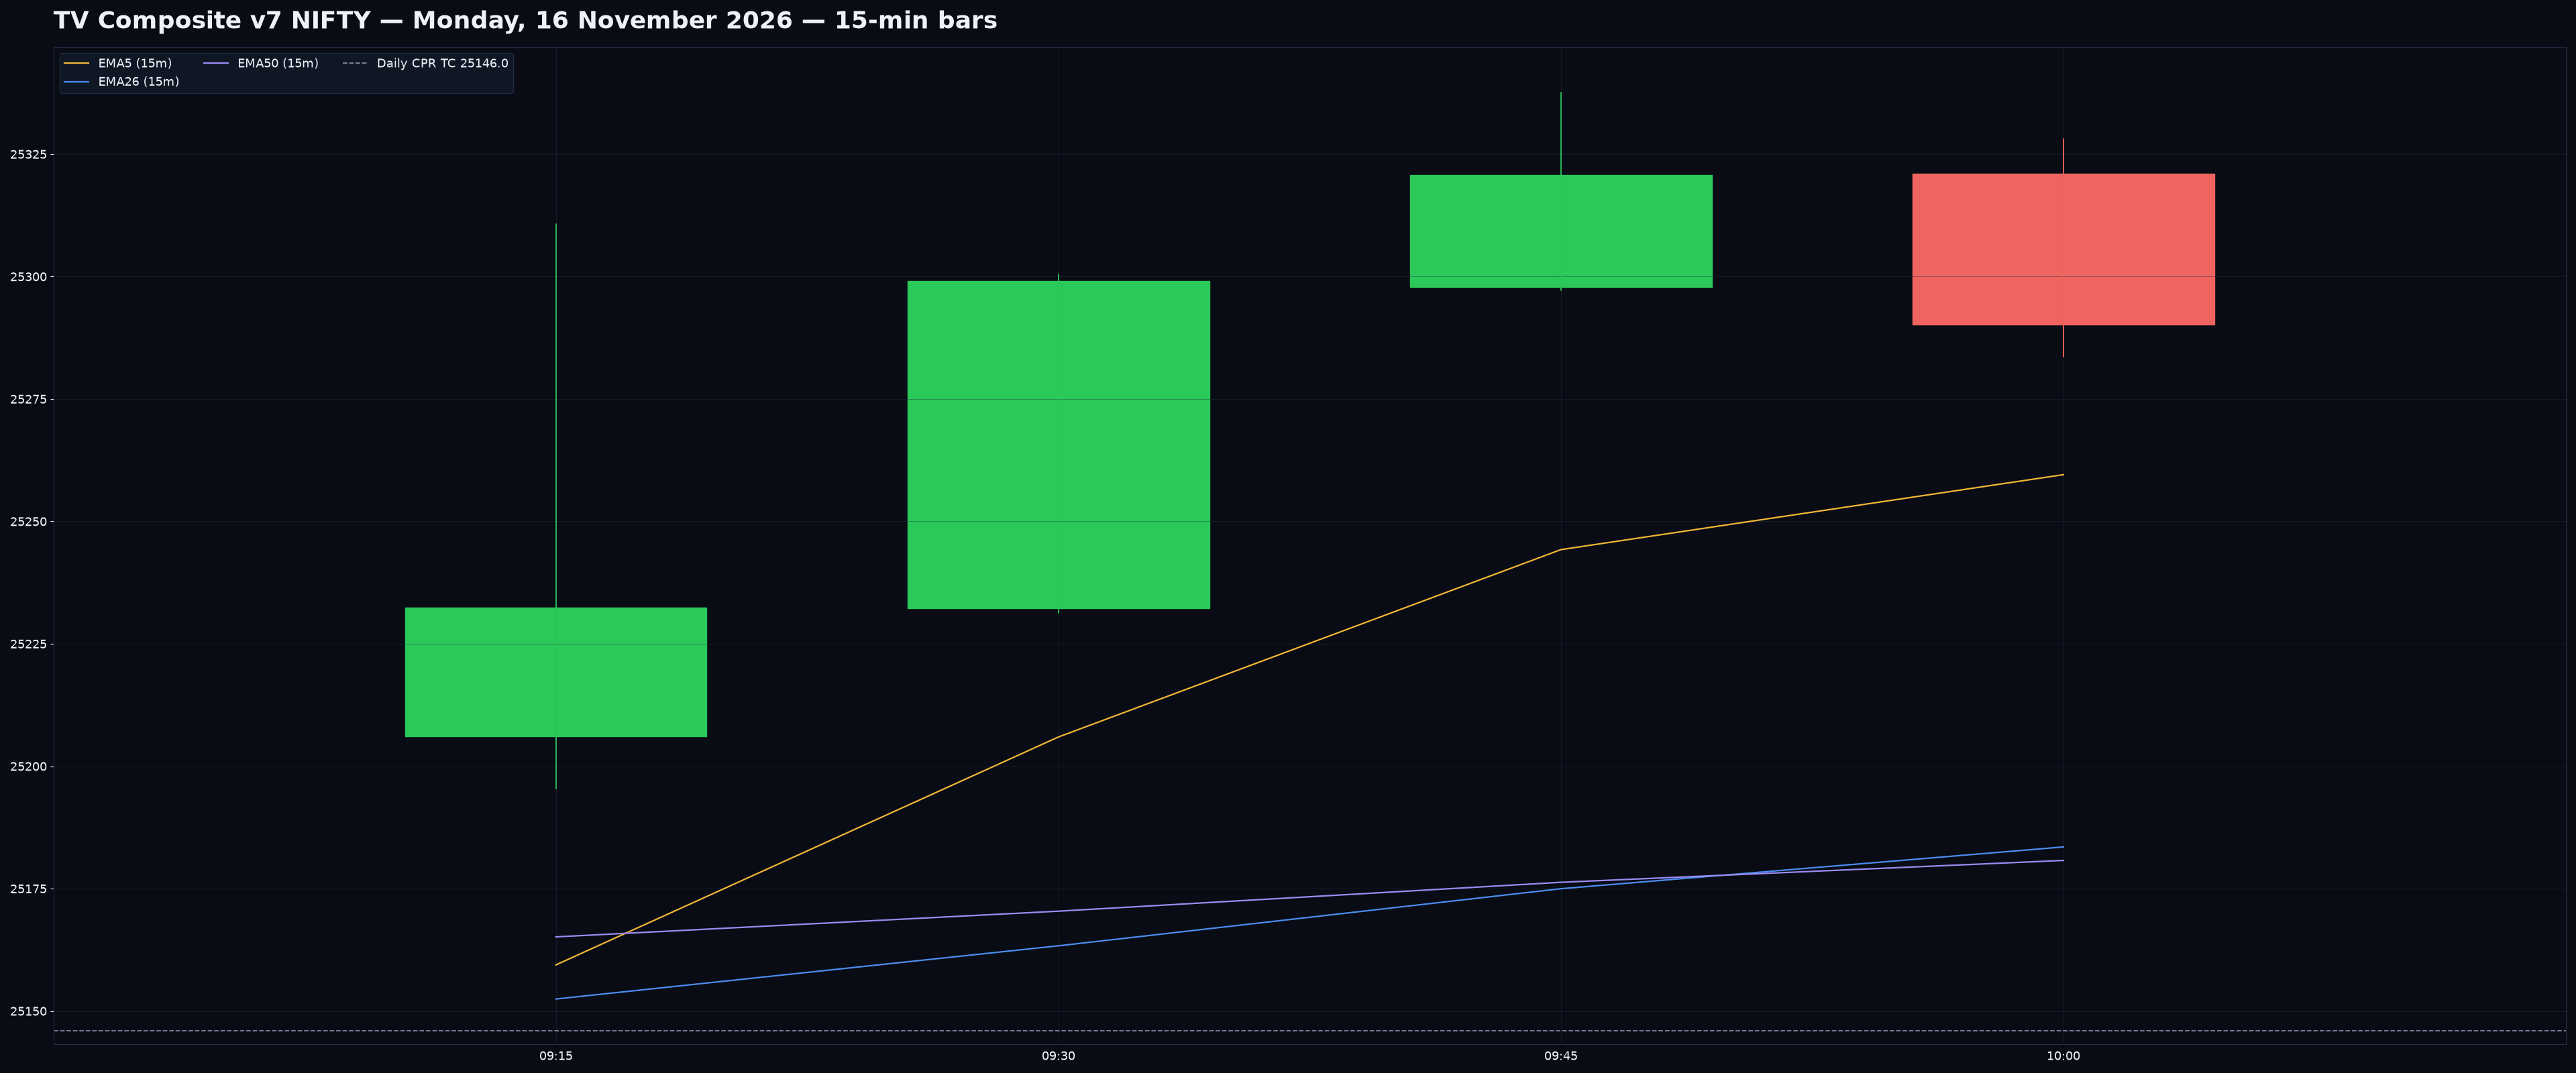 TV Composite v7 NIFTY — Monday, 16 November 2026 — 15-min bars
EMA5 (15m) EMA50 (15m) Daily CPR TC 25146.0
EMA26 (15m)
25325
25300
25275
25250
25225
25200
25175
25150
09:15 09:30 09:45 10:00